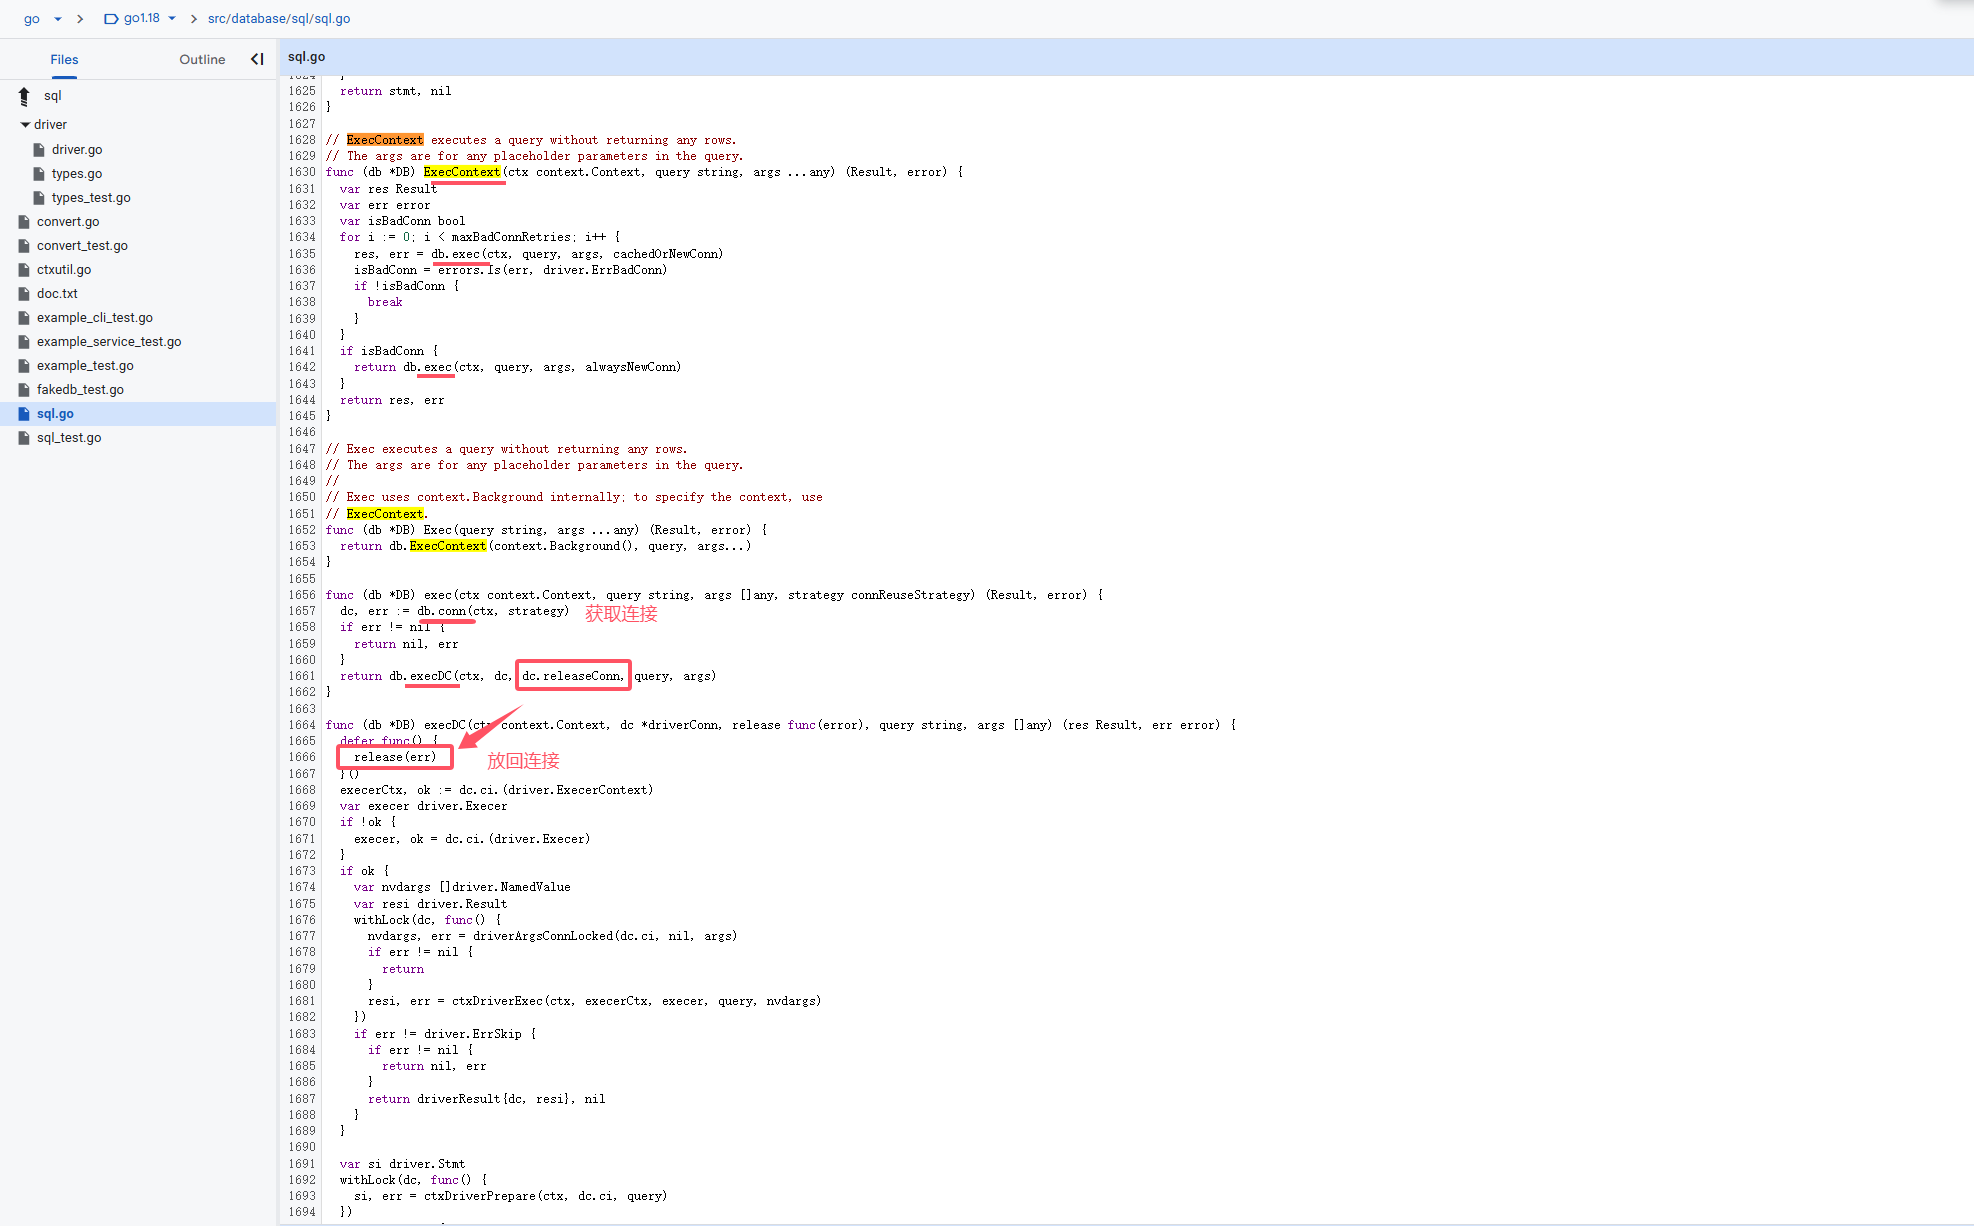 go
go1.18
src/database/sql/sql.go
Files
Outline
sql
driver
driver.go
types.go
types_test.go
convert.go
convert_test.go
ctxutil.go
doc.txt
example_cli_test.go
example_service_test.go
example_test.go
fakedb_test.go
sql.go
sql_test.go
sql.go
1624 }
1625 return stmt, nil
1626 }
1627
1628 // ExecContext executes a query without returning any rows.
1629 // The args are for any placeholder parameters in the query.
1630 func (db *DB) ExecContext(ctx context.Context, query string, args ...any) (Result, error) {
1631 var res Result
1632 var err error
1633 var isBadConn bool
1634 for i := 0; i < maxBadConnRetries; i++ {
1635 res, err = db.exec(ctx, query, args, cachedOrNewConn)
1636 isBadConn = errors.Is(err, driver.ErrBadConn)
1637 if !isBadConn {
1638 break
1639 }
1640 }
1641 if isBadConn {
1642 return db.exec(ctx, query, args, alwaysNewConn)
1643 }
1644 return res, err
1645 }
1646
1647 // Exec executes a query without returning any rows.
1648 // The args are for any placeholder parameters in the query.
1649 //
1650 // Exec uses context.Background internally; to specify the context, use
1651 // ExecContext.
1652 func (db *DB) Exec(query string, args ...any) (Result, error) {
1653 return db.ExecContext(context.Background(), query, args...)
1654 }
1655
1656 func (db *DB) exec(ctx context.Context, query string, args []any, strategy connReuseStrategy) (Result, error) {
1657 dc, err := db.conn(ctx, strategy) 获取连接
1658 if err != nil {
1659 return nil, err
1660 }
1661 return db.execDC(ctx, dc, dc.releaseConn, query, args)
1662 }
1663
1664 func (db *DB) execDC(ctx context.Context, dc *driverConn, release func(error), query string, args []any) (res Result, err error) {
1665 defer func() {
1666 release(err) 放回连接
1667 }()
1668 execerCtx, ok := dc.ci.(driver.ExecerContext)
1669 var execer driver.Execer
1670 if !ok {
1671 execer, ok = dc.ci.(driver.Execer)
1672 }
1673 if ok {
1674 var nvdargs []driver.NamedValue
1675 var resi driver.Result
1676 withLock(dc, func() {
1677 nvdargs, err = driverArgsConnLocked(dc.ci, nil, args)
1678 if err != nil {
1679 return
1680 }
1681 resi, err = ctxDriverExec(ctx, execerCtx, execer, query, nvdargs)
1682 })
1683 if err != driver.ErrSkip {
1684 if err != nil {
1685 return nil, err
1686 }
1687 return driverResult{dc, resi}, nil
1688 }
1689 }
1690
1691 var si driver.Stmt
1692 withLock(dc, func() {
1693 si, err = ctxDriverPrepare(ctx, dc.ci, query)
1694 })